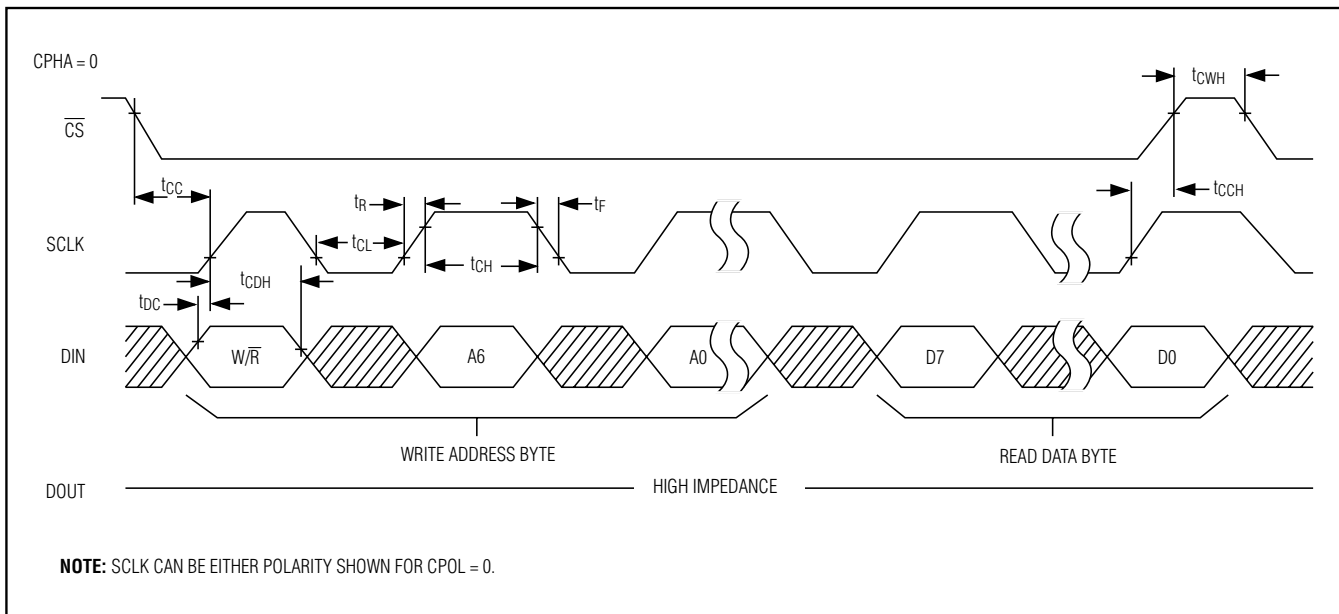 CPHA = 0
tCWH
CS
tCC
tCCH
tR
tF
SCLK
tCL
tCH
tCDH
tDC
DIN
W/R
A6
A0
D7
D0
WRITE ADDRESS BYTE
READ DATA BYTE
DOUT
HIGH IMPEDANCE
NOTE: SCLK CAN BE EITHER POLARITY SHOWN FOR CPOL = 0.